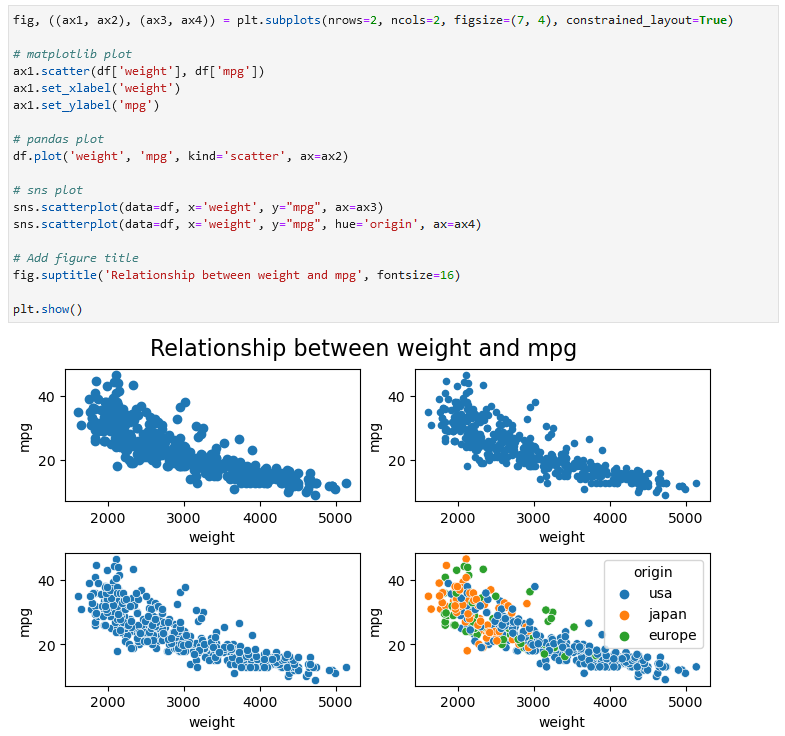 fig, ((ax1, ax2), (ax3, ax4)) = plt.subplots(nrows=2, ncols=2, figsize=(7, 4), constrained_layout=True)
# matplotlib plot
ax1.scatter(df['weight'], df['mpg'])
ax1.set_xlabel('weight')
ax1.set_ylabel('mpg')
# pandas plot
df.plot('weight', 'mpg', kind='scatter', ax=ax2)
# sns plot
sns.scatterplot(data=df, x='weight', y="mpg", ax=ax3)
sns.scatterplot(data=df, x='weight', y="mpg", hue='origin', ax=ax4)
# Add figure title
fig.suptitle('Relationship between weight and mpg', fontsize=16)
plt.show()
Relationship between weight and mpg
mpg
40
20
2000 3000 4000 5000
weight
mpg
40
20
2000 3000 4000 5000
weight
mpg
40
20
2000 3000 4000 5000
weight
mpg
40
20
origin
usa
japan
europe
2000 3000 4000 5000
weight